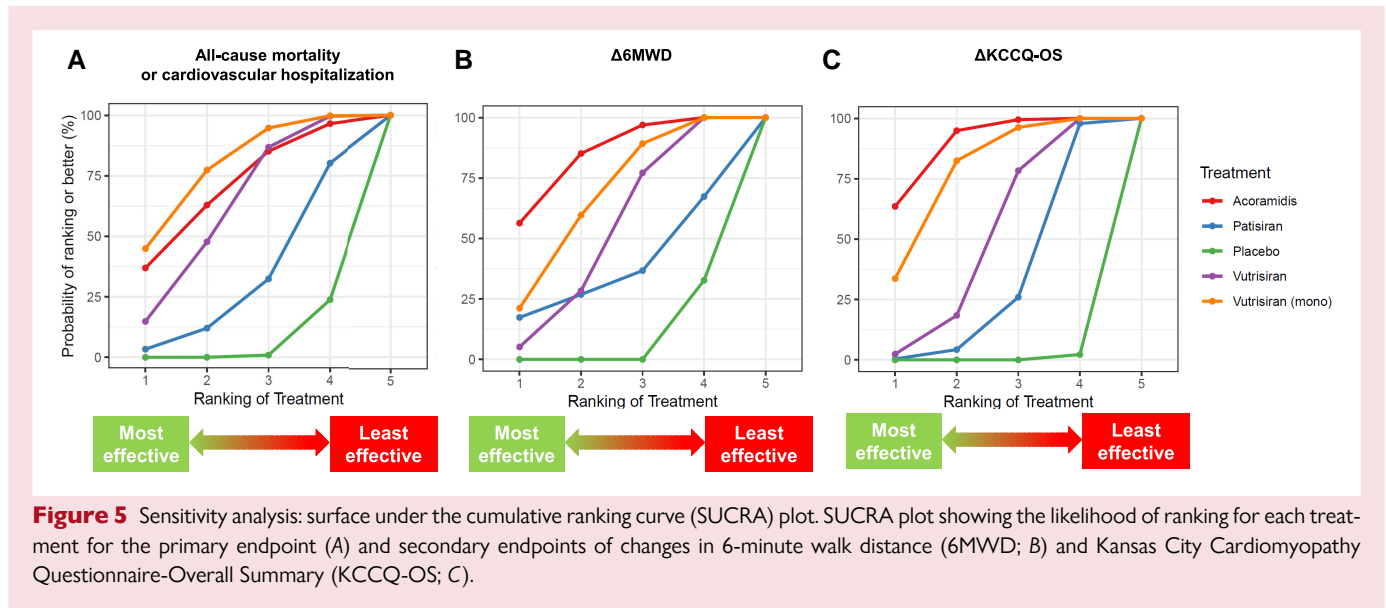 A
All-cause mortality
or cardiovascular hospitalization
Probability of ranking or better (%)
100
75
50
25
0
1 2 3 4 5
Ranking of Treatment
Most
effective
Least
effective
B
Δ6MWD
100
75
50
25
0
1 2 3 4 5
Ranking of Treatment
Most
effective
Least
effective
C
ΔKCCQ-OS
100
75
50
25
0
1 2 3 4 5
Ranking of Treatment
Most
effective
Least
effective
Treatment
Acoramidis
Patisiran
Placebo
Vutrisiran
Vutrisiran (mono)
Figure 5 Sensitivity analysis: surface under the cumulative ranking curve (SUCRA) plot. SUCRA plot showing the likelihood of ranking for each treat-
ment for the primary endpoint (A) and secondary endpoints of changes in 6-minute walk distance (6MWD; B) and Kansas City Cardiomyopathy
Questionnaire-Overall Summary (KCCQ-OS; C).